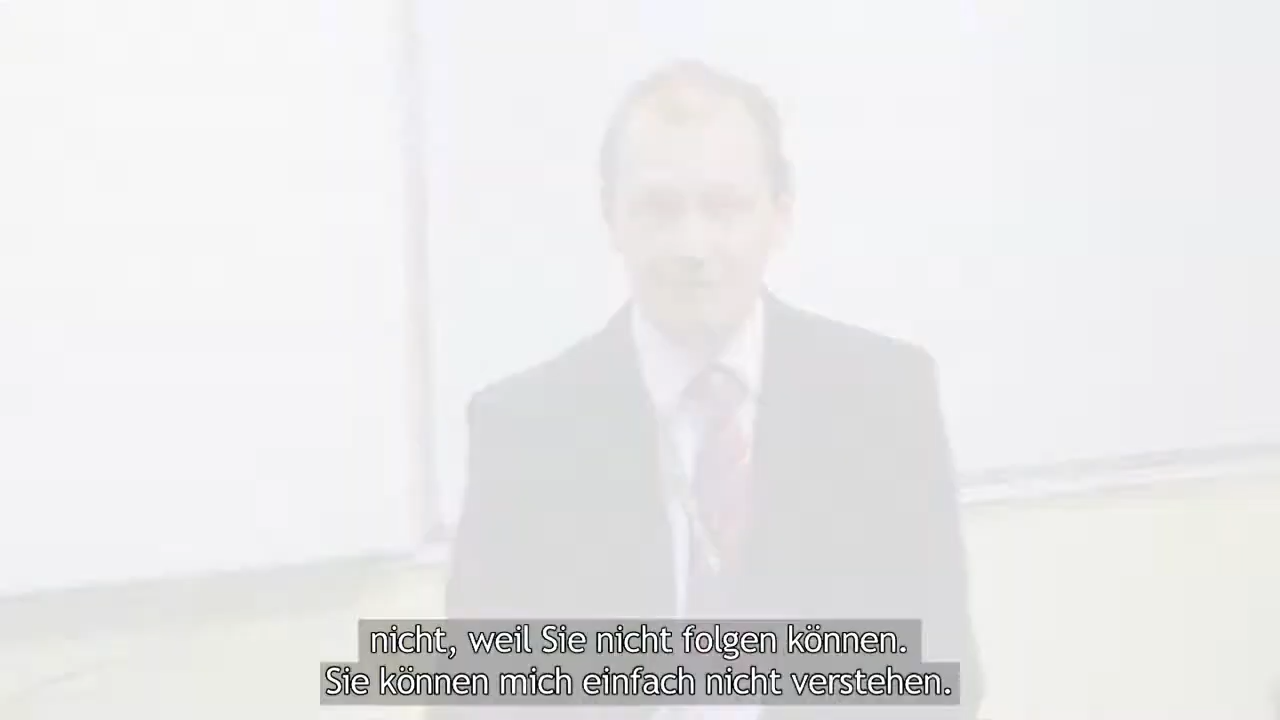 nicht, weil Sie nicht folgen können.
Sie können mich einfach nicht verstehen.